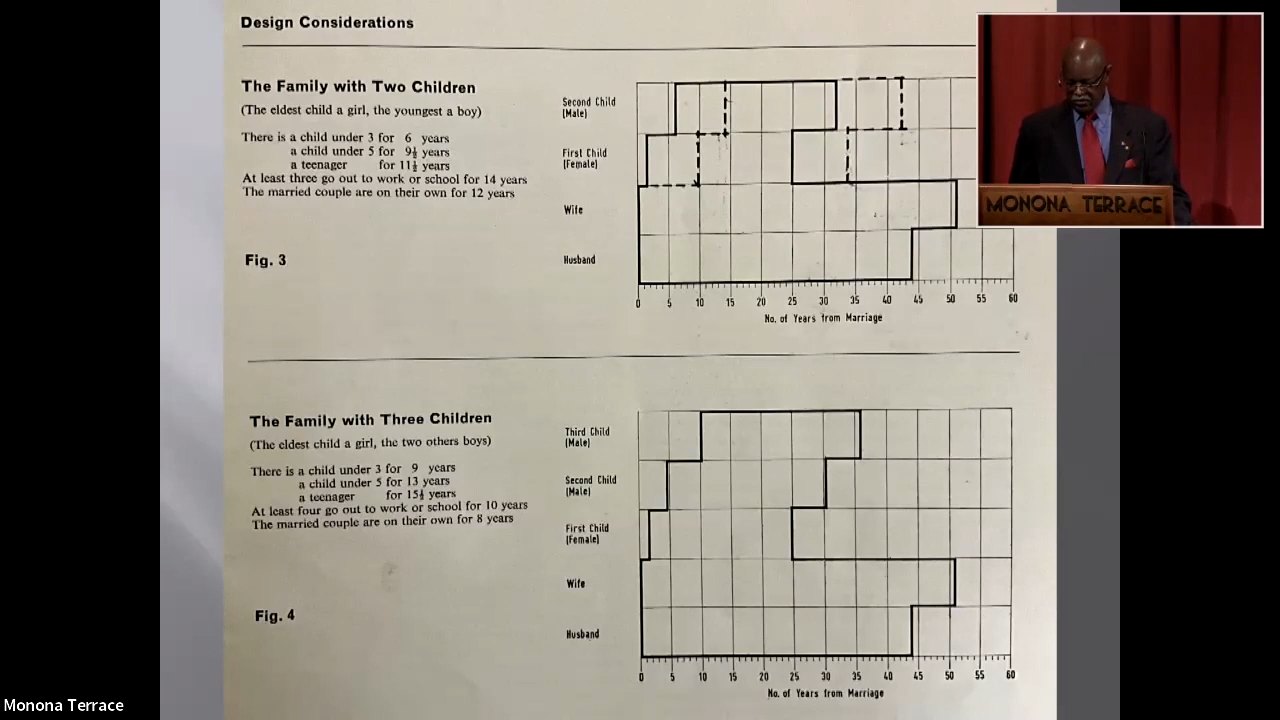 Design Considerations
The Family with Two Children
(The eldest child a girl, the youngest a boy)
There is a child under 3 for 6 years
a child under 5 for 9½ years
a teenager for 11½ years
At least three go out to work or school for 14 years
The married couple are on their own for 12 years
Fig. 3
Second Child
(Male)
First Child
(Female)
Wife
Husband
0 5 10 15 20 25 30 35 40 45 50 55 60
No. of Years from Marriage
MONONA TERRACE
The Family with Three Children
(The eldest child a girl, the two others boys)
There is a child under 3 for 9 years
a child under 5 for 13 years
a teenager for 15½ years
At least four go out to work or school for 10 years
The married couple are on their own for 8 years
Fig. 4
Third Child
(Male)
Second Child
(Male)
First Child
(Female)
Wife
Husband
0 5 10 15 20 25 30 35 40 45 50 55 60
No. of Years from Marriage
Monona Terrace